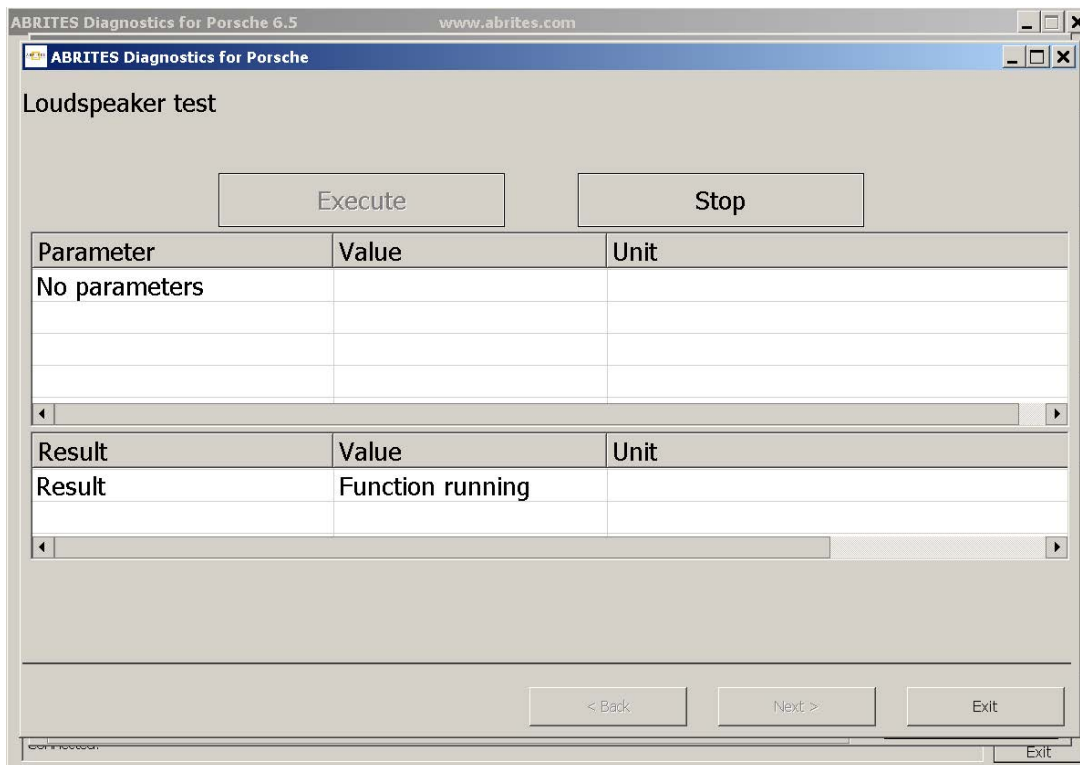 ABRITES Diagnostics for Porsche 6.5 www.abrites.com
ABRITES Diagnostics for Porsche
Loudspeaker test
Execute Stop
Parameter Value Unit
No parameters
Result Value Unit
Result Function running
< Back Next > Exit
Exit